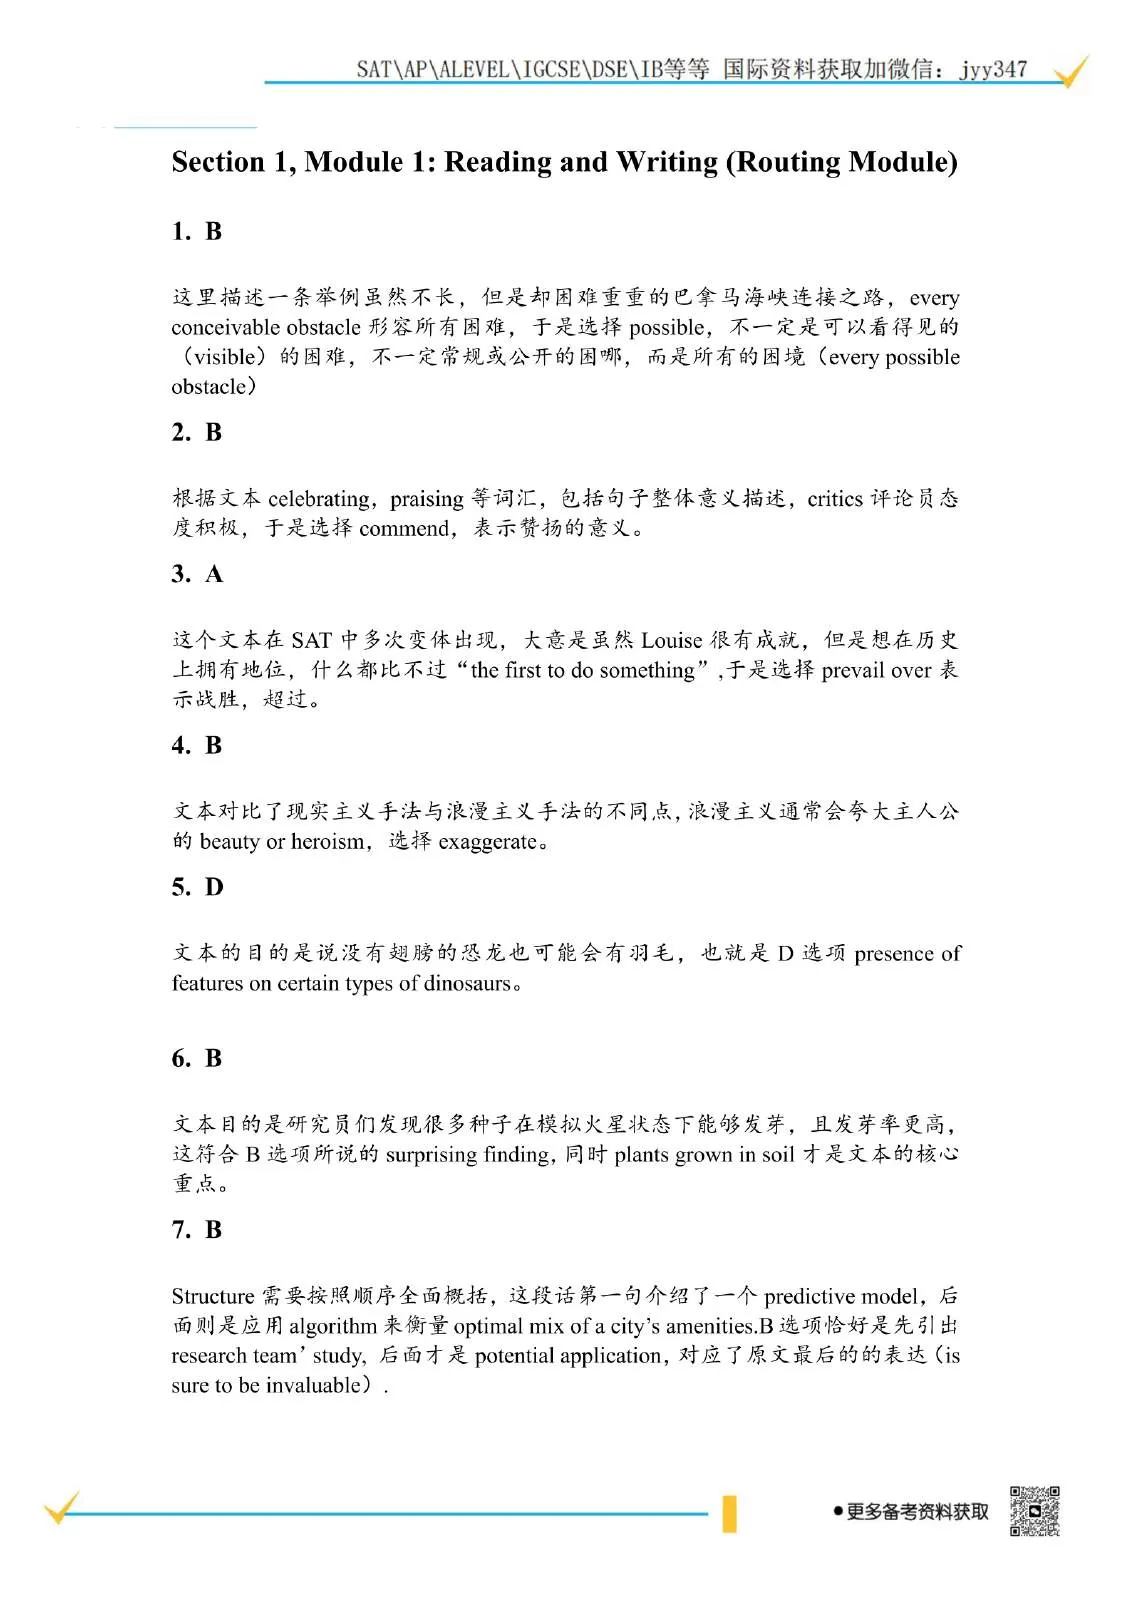 SAT\AP\ALEVEL\IGCSE\DSE\IB等等 国际资料获取加微信：jyy347
Section 1, Module 1: Reading and Writing (Routing Module)
1. B
这里描述一条举例虽然不长，但是却困难重重的巴拿马海峡连接之路，every
conceivable obstacle 形容所有困难，于是选择 possible，不一定是可以看得见的
（visible）的困难，不一定常规或公开的困哪，而是所有的困境（every possible
obstacle）
2. B
根据文本 celebrating，praising 等词汇，包括句子整体意义描述，critics 评论员态
度积极，于是选择 commend，表示赞扬的意义。
3. A
这个文本在 SAT 中多次变体出现，大意是虽然 Louise 很有成就，但是想在历史
上拥有地位，什么都比不过“the first to do something”,于是选择 prevail over 表
示战胜，超过。
4. B
文本对比了现实主义手法与浪漫主义手法的不同点，浪漫主义通常会夸大主人公
的 beauty or heroism，选择 exaggerate。
5. D
文本的目的是说没有翅膀的恐龙也可能会有羽毛，也就是 D 选项 presence of
features on certain types of dinosaurs。
6. B
文本目的是研究员们发现很多种子在模拟火星状态下能够发芽，且发芽率更高，
这符合 B 选项所说的 surprising finding，同时 plants grown in soil 才是文本的核心
重点。
7. B
Structure 需要按照顺序全面概括，这段话第一句介绍了一个 predictive model，后
面则是应用 algorithm 来衡量 optimal mix of a city’s amenities.B 选项恰好是先引出
research team’ study, 后面才是 potential application，对应了原文最后的的表达（is
sure to be invaluable）.
●更多备考资料获取